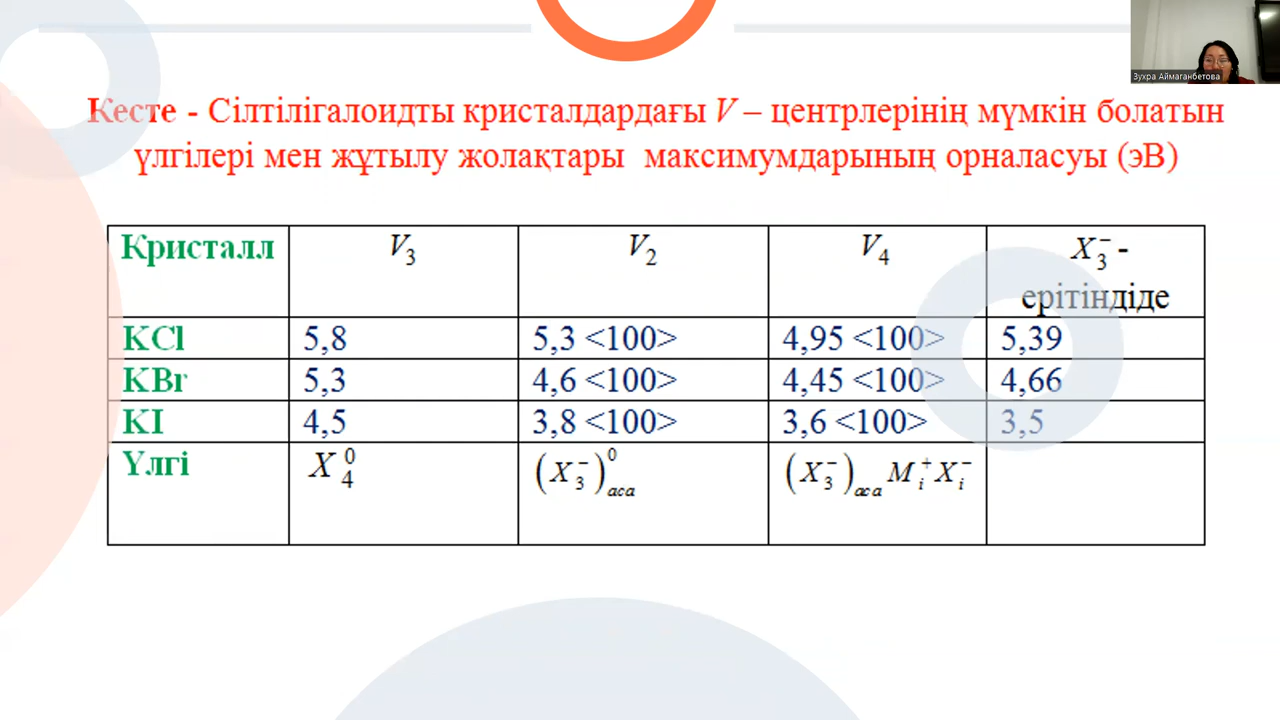 Зухра Аймаганбетова
Кесте - Сілтілігалоидты кристалдардағы V – центрлерінің мүмкін болатын
үлгілері мен жұтылу жолақтары максимумдарының орналасуы (эВ)
Кристалл V₃ V₂ V₄ X₃⁻ -
ерітіндіде
KCl 5,8 5,3 <100> 4,95 <100> 5,39
KBr 5,3 4,6 <100> 4,45 <100> 4,66
KI 4,5 3,8 <100> 3,6 <100> 3,5
Үлгі X₄⁰ (X₃⁻)⁰aca (X₃⁻)aca Mᵢ⁺Xᵢ⁻